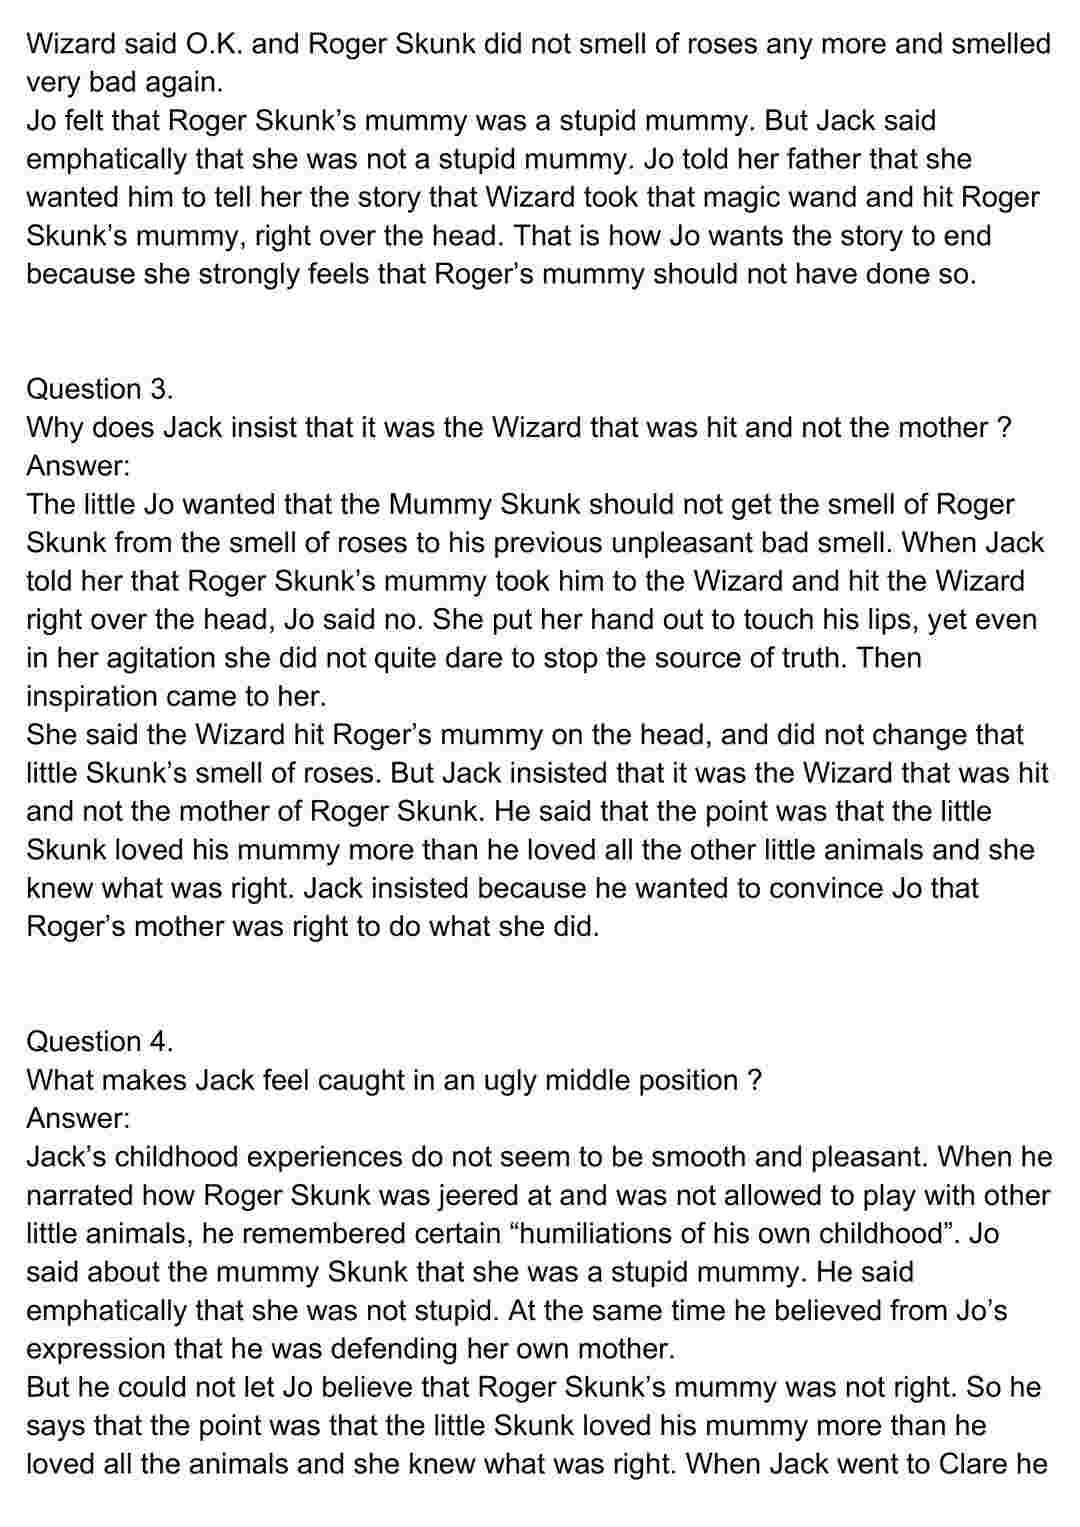 Wizard said O.K. and Roger Skunk did not smell of roses any more and smelled
very bad again.
Jo felt that Roger Skunk’s mummy was a stupid mummy. But Jack said
emphatically that she was not a stupid mummy. Jo told her father that she
wanted him to tell her the story that Wizard took that magic wand and hit Roger
Skunk’s mummy, right over the head. That is how Jo wants the story to end
because she strongly feels that Roger’s mummy should not have done so.
Question 3.
Why does Jack insist that it was the Wizard that was hit and not the mother ?
Answer:
The little Jo wanted that the Mummy Skunk should not get the smell of Roger
Skunk from the smell of roses to his previous unpleasant bad smell. When Jack
told her that Roger Skunk’s mummy took him to the Wizard and hit the Wizard
right over the head, Jo said no. She put her hand out to touch his lips, yet even
in her agitation she did not quite dare to stop the source of truth. Then
inspiration came to her.
She said the Wizard hit Roger’s mummy on the head, and did not change that
little Skunk’s smell of roses. But Jack insisted that it was the Wizard that was hit
and not the mother of Roger Skunk. He said that the point was that the little
Skunk loved his mummy more than he loved all the other little animals and she
knew what was right. Jack insisted because he wanted to convince Jo that
Roger’s mother was right to do what she did.
Question 4.
What makes Jack feel caught in an ugly middle position ?
Answer:
Jack’s childhood experiences do not seem to be smooth and pleasant. When he
narrated how Roger Skunk was jeered at and was not allowed to play with other
little animals, he remembered certain “humiliations of his own childhood”. Jo
said about the mummy Skunk that she was a stupid mummy. He said
emphatically that she was not stupid. At the same time he believed from Jo’s
expression that he was defending her own mother.
But he could not let Jo believe that Roger Skunk’s mummy was not right. So he
says that the point was that the little Skunk loved his mummy more than he
loved all the animals and she knew what was right. When Jack went to Clare he